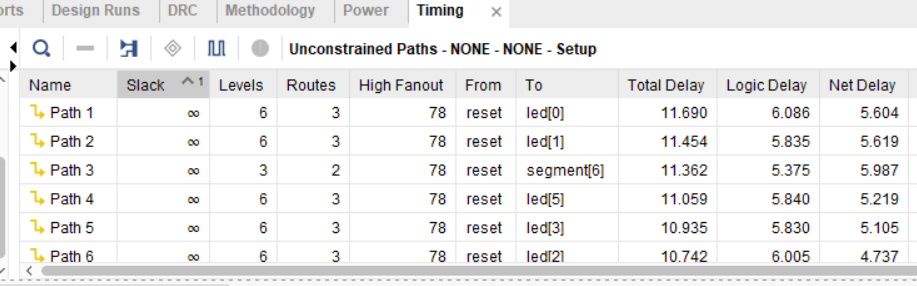 orts Design Runs DRC Methodology Power Timing ×
Unconstrained Paths - NONE - NONE - Setup
Name Slack ^1 Levels Routes High Fanout From To Total Delay Logic Delay Net Delay
Path 1 ∞ 6 3 78 reset led[0] 11.690 6.086 5.604
Path 2 ∞ 6 3 78 reset led[1] 11.454 5.835 5.619
Path 3 ∞ 3 2 78 reset segment[6] 11.362 5.375 5.987
Path 4 ∞ 6 3 78 reset led[5] 11.059 5.840 5.219
Path 5 ∞ 6 3 78 reset led[3] 10.935 5.830 5.105
Path 6 ∞ 6 3 78 reset led[2] 10.742 6.005 4.737